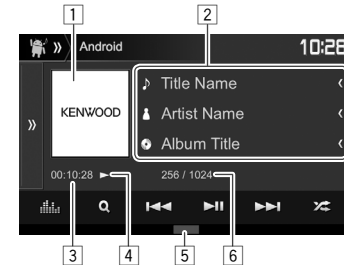 1 2
» Android 10:28
Title Name
KENWOOD
Artist Name
»
Album Title
00:10:28 256 / 1024
3 4 5 6